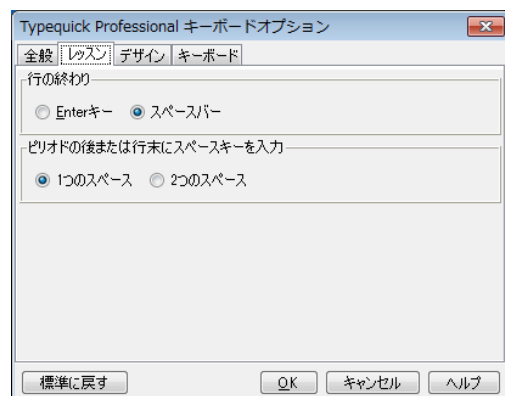 Typequick Professional キーボードオプション
全般 レッスン デザイン キーボード
行の終わり
Enterキー スペースバー
ピリオドの後または行末にスペースキーを入力
1つのスペース 2つのスペース
標準に戻す OK キャンセル ヘルプ